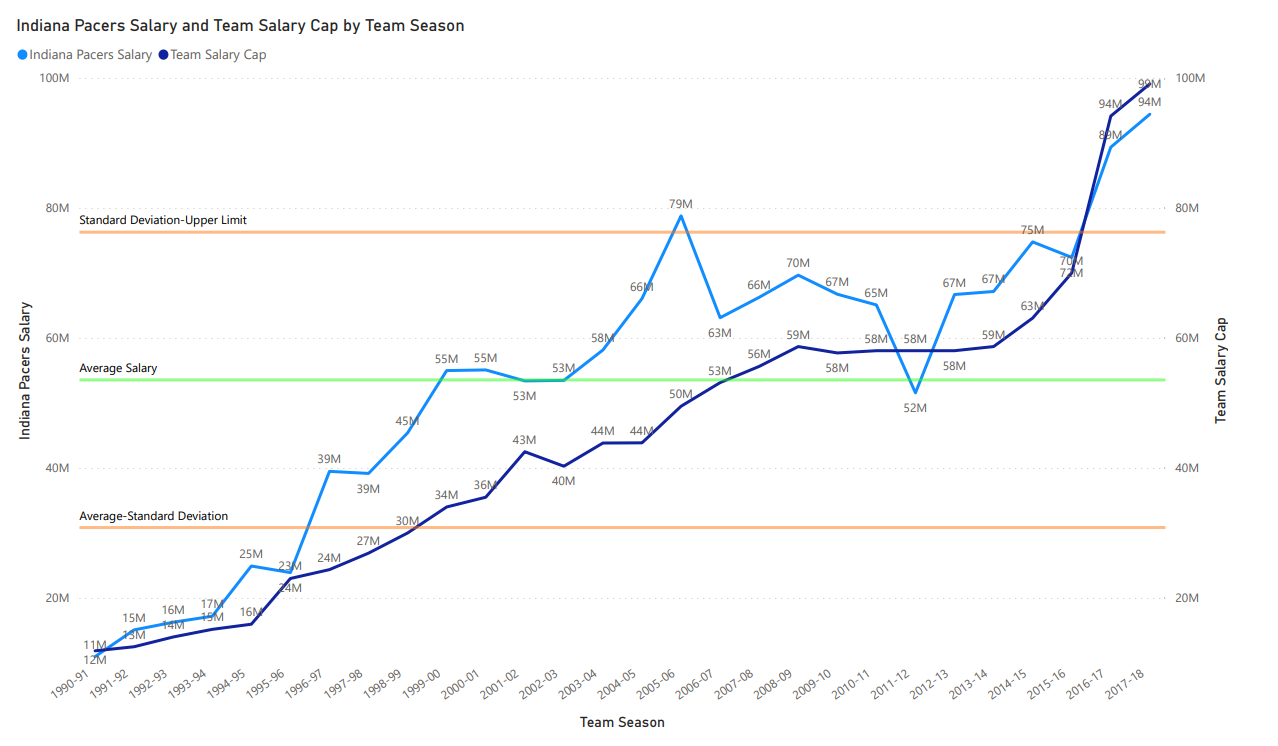 Indiana Pacers Salary and Team Salary Cap by Team Season
Indiana Pacers Salary Team Salary Cap
100M 100M
99M
94M 94M
89M
80M 80M
79M
Standard Deviation-Upper Limit
75M
70M 70M
72M
66M 66M 67M 65M 67M 67M
63M 63M
60M 60M
58M 59M 58M 58M 59M
56M 58M 58M
55M 55M 53M 53M
Average Salary
53M
50M 52M
45M 43M 44M 44M
40M 40M
39M 40M
39M
34M 36M
Average-Standard Deviation
30M
27M
25M 24M
23M
24M
20M 20M
15M 16M 17M 16M
13M 14M 15M
11M
12M
1990-91 1991-92 1992-93 1993-94 1994-95 1995-96 1996-97 1997-98 1998-99 1999-00 2000-01 2001-02 2002-03 2003-04 2004-05 2005-06 2006-07 2007-08 2008-09 2009-10 2010-11 2011-12 2012-13 2013-14 2014-15 2015-16 2016-17 2017-18
Indiana Pacers Salary
Team Salary Cap
Team Season